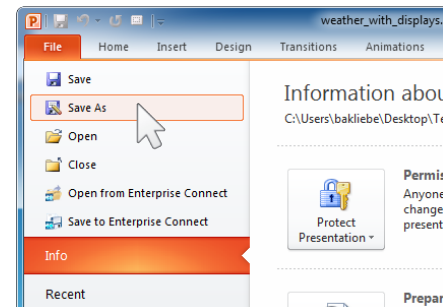 P weather_with_displays.
File Home Insert Design Transitions Animations
Save
Save As
Open
Close
Open from Enterprise Connect
Save to Enterprise Connect
Info
Recent
Information abou
C:\Users\bakliebe\Desktop\Te
Protect
Presentation
Permis
Anyone
change
present
Prepar